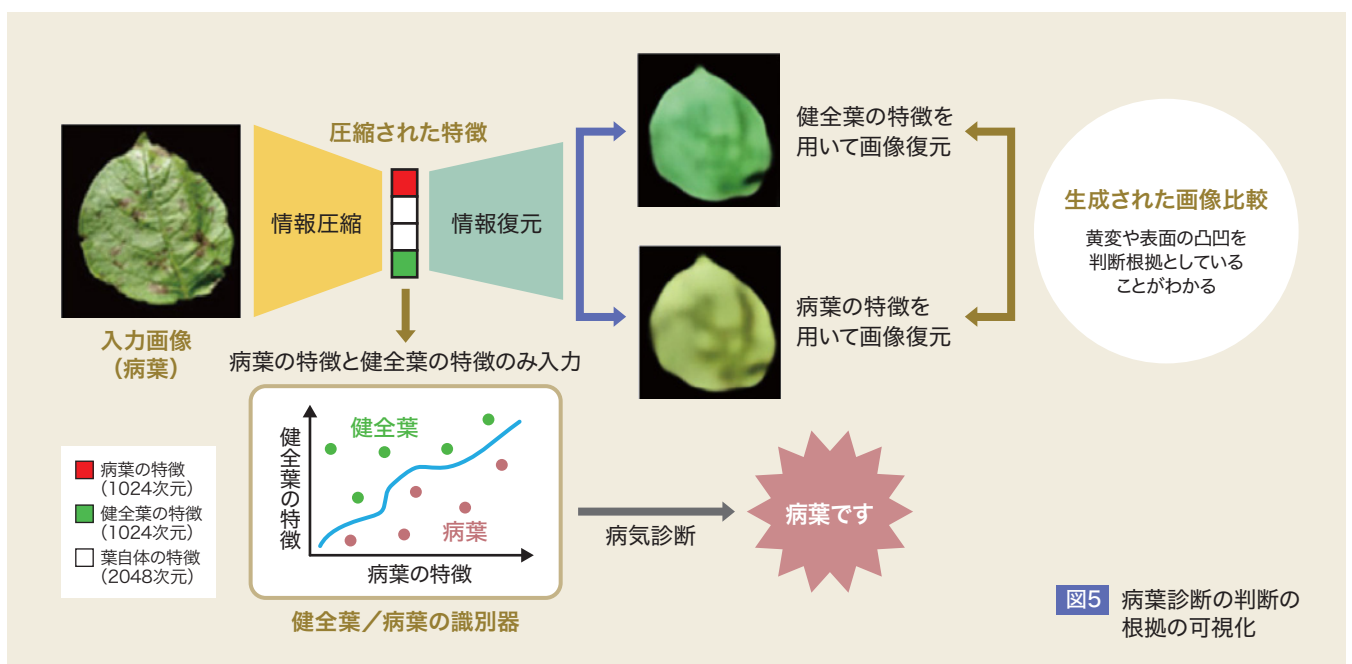 圧縮された特徴
情報圧縮
情報復元
入力画像
（病葉）
健全葉の特徴を
用いて画像復元
病葉の特徴を
用いて画像復元
生成された画像比較
黄変や表面の凸凹を
判断根拠としている
ことがわかる
病葉の特徴と健全葉の特徴のみ入力
健全葉の特徴
健全葉
病葉
病葉の特徴
健全葉／病葉の識別器
病葉の特徴
（1024次元）
健全葉の特徴
（1024次元）
葉自体の特徴
（2048次元）
病気診断
病葉です
図5 病葉診断の判断の
根拠の可視化